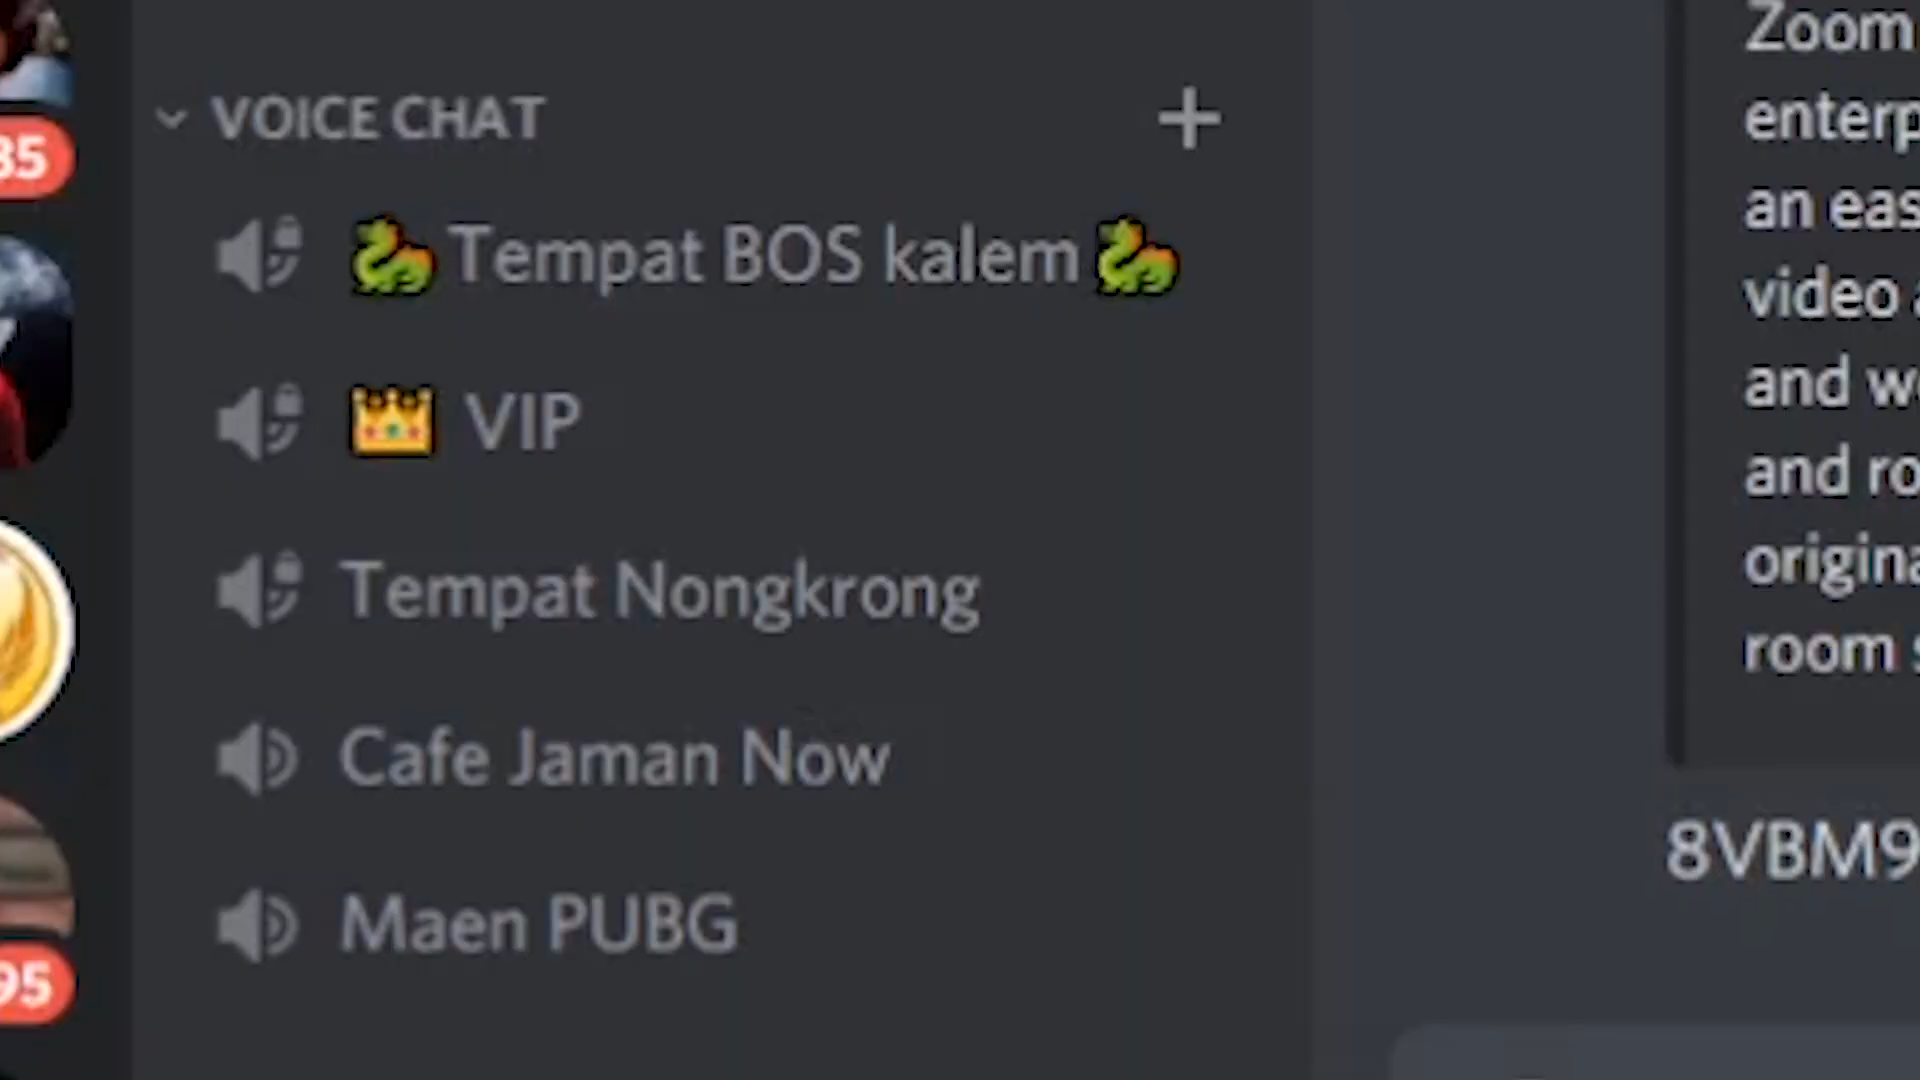 VOICE CHAT
🐉Tempat BOS kalem🐉
👑 VIP
Tempat Nongkrong
Cafe Jaman Now
Maen PUBG
35
95
Zoom
enterp
an eas
video
and we
and ro
origina
room
8VBM9